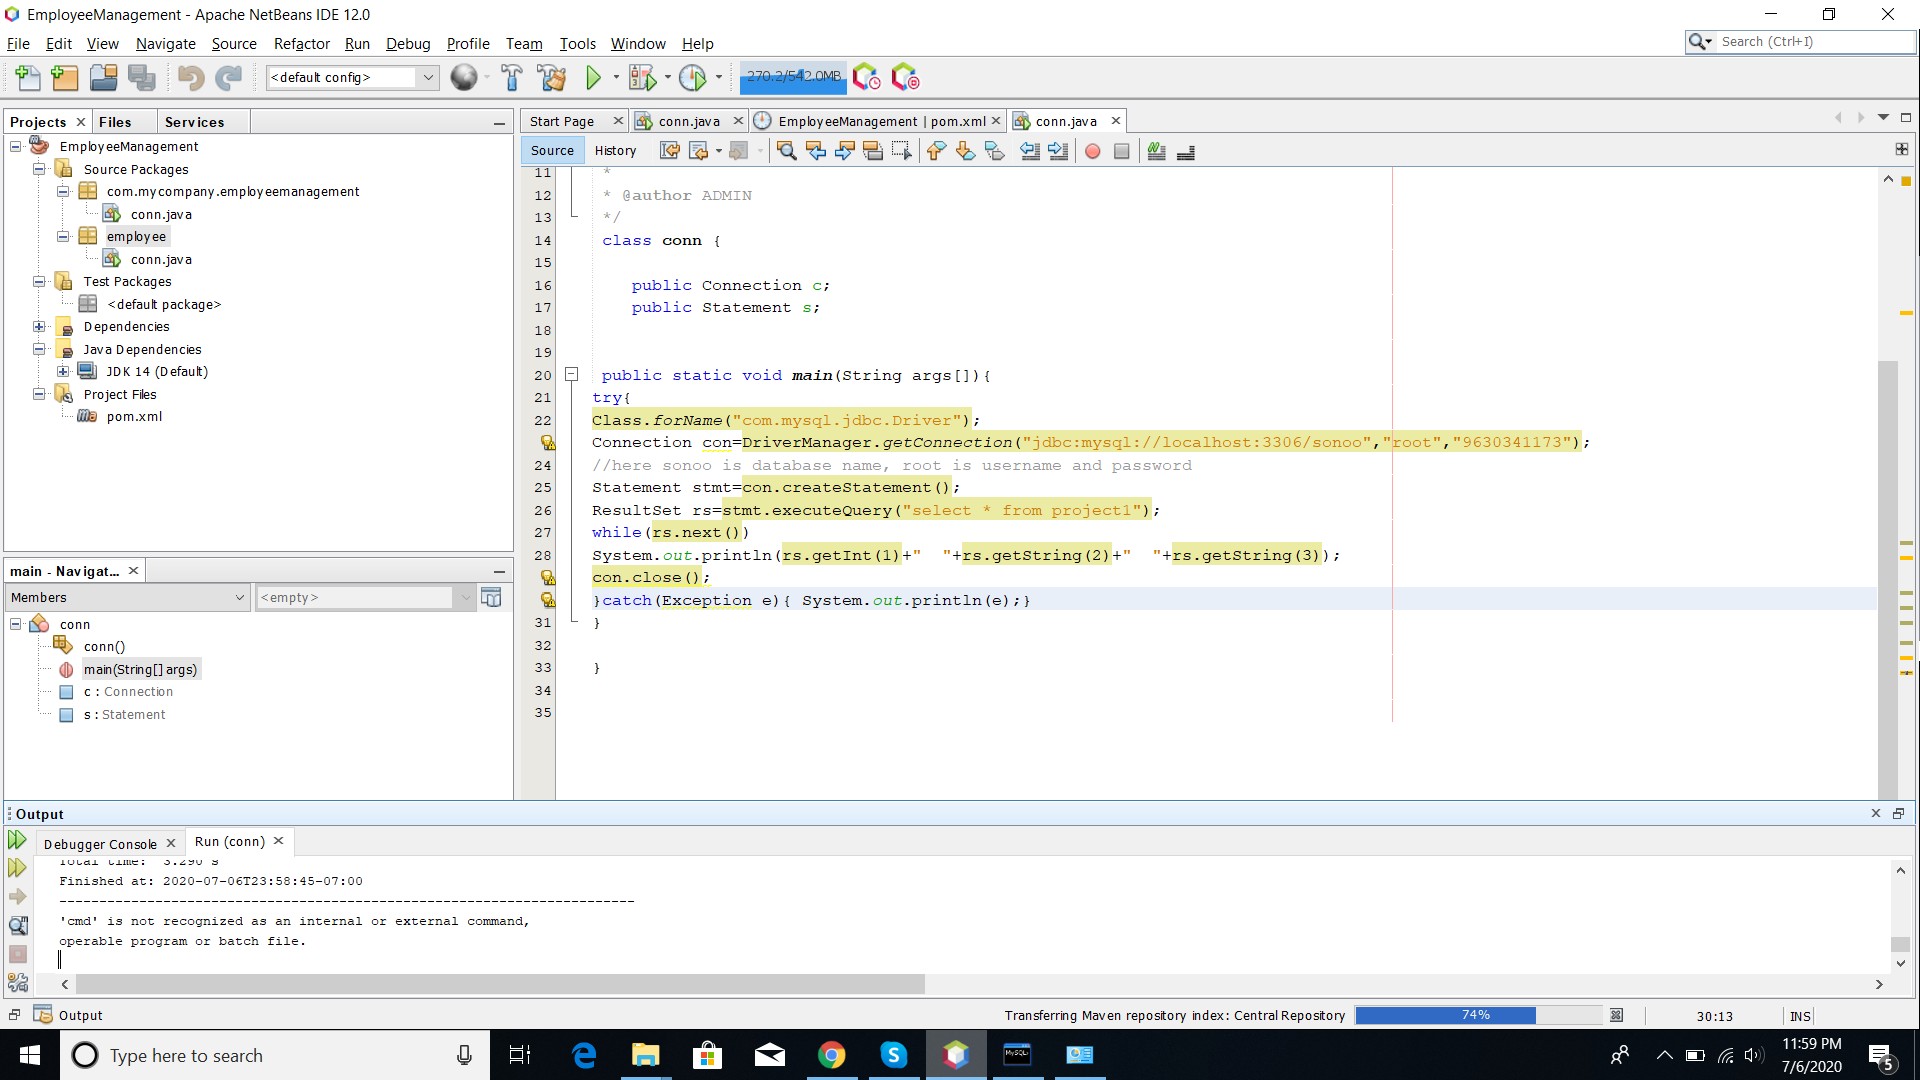 EmployeeManagement - Apache NetBeans IDE 12.0
File Edit View Navigate Source Refactor Run Debug Profile Team Tools Window Help
Search (Ctrl+I)
<default config>
270.2/542.0MB
Projects Files Services
EmployeeManagement
Source Packages
com.mycompany.employeemanagement
conn.java
employee
conn.java
Test Packages
<default package>
Dependencies
Java Dependencies
JDK 14 (Default)
Project Files
pom.xml
main - Navigat...
Members
<empty>
conn
conn()
main(String[] args)
c : Connection
s : Statement
Start Page conn.java EmployeeManagement | pom.xml conn.java
Source History
11 *
12 * @author ADMIN
13 */
14 class conn {
15
16 public Connection c;
17 public Statement s;
18
19
20 public static void main(String args[]){
21 try{
22 Class.forName("com.mysql.jdbc.Driver");
Connection con=DriverManager.getConnection("jdbc:mysql://localhost:3306/sonoo","root","9630341173");
24 //here sonoo is database name, root is username and password
25 Statement stmt=con.createStatement();
26 ResultSet rs=stmt.executeQuery("select * from project1");
27 while(rs.next())
28 System.out.println(rs.getInt(1)+"  "+rs.getString(2)+"  "+rs.getString(3));
con.close();
}catch(Exception e){ System.out.println(e);}
31 }
32
33 }
34
35
Output
Debugger Console Run (conn)
Total time:  3.290 s
Finished at: 2020-07-06T23:58:45-07:00
------------------------------------------------------------------------
'cmd' is not recognized as an internal or external command,
operable program or batch file.
Output
Transferring Maven repository index: Central Repository 74% 30:13 INS
Type here to search
MySQL
11:59 PM
7/6/2020
5